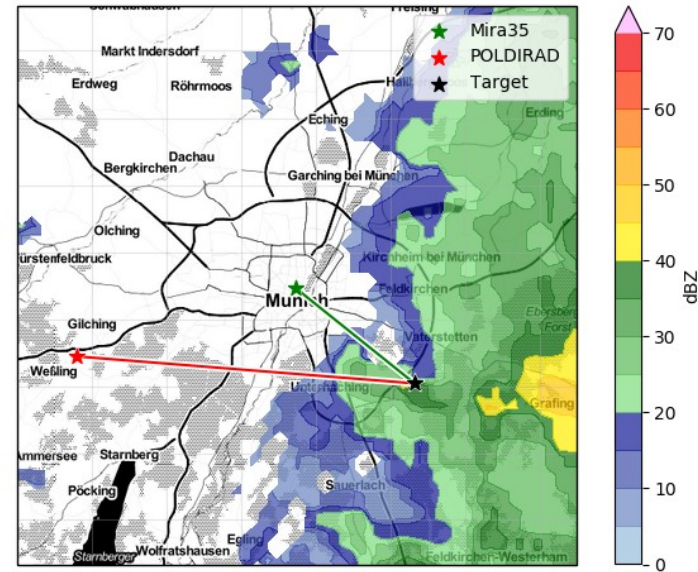 Schwabhausen
Freising
Mira35
POLDIRAD
Target
Markt Indersdorf
Erdweg
Röhrmoos
Erding
Eching
Dachau
Bergkirchen
Garching bei München
Olching
ürstenfeldbruck
Kirchheim bei München
Feldkirchen
Munich
Ebersberg
Forst
Gilching
Vaterstetten
Weßling
Unterhaching
Grafing
Ammersee
Starnberg
Sauerlach
Pöcking
Egling
Starnberger
Wolfratshausen
Feldkirchen-Westerham
70
60
50
40
30
20
10
0
dBZ